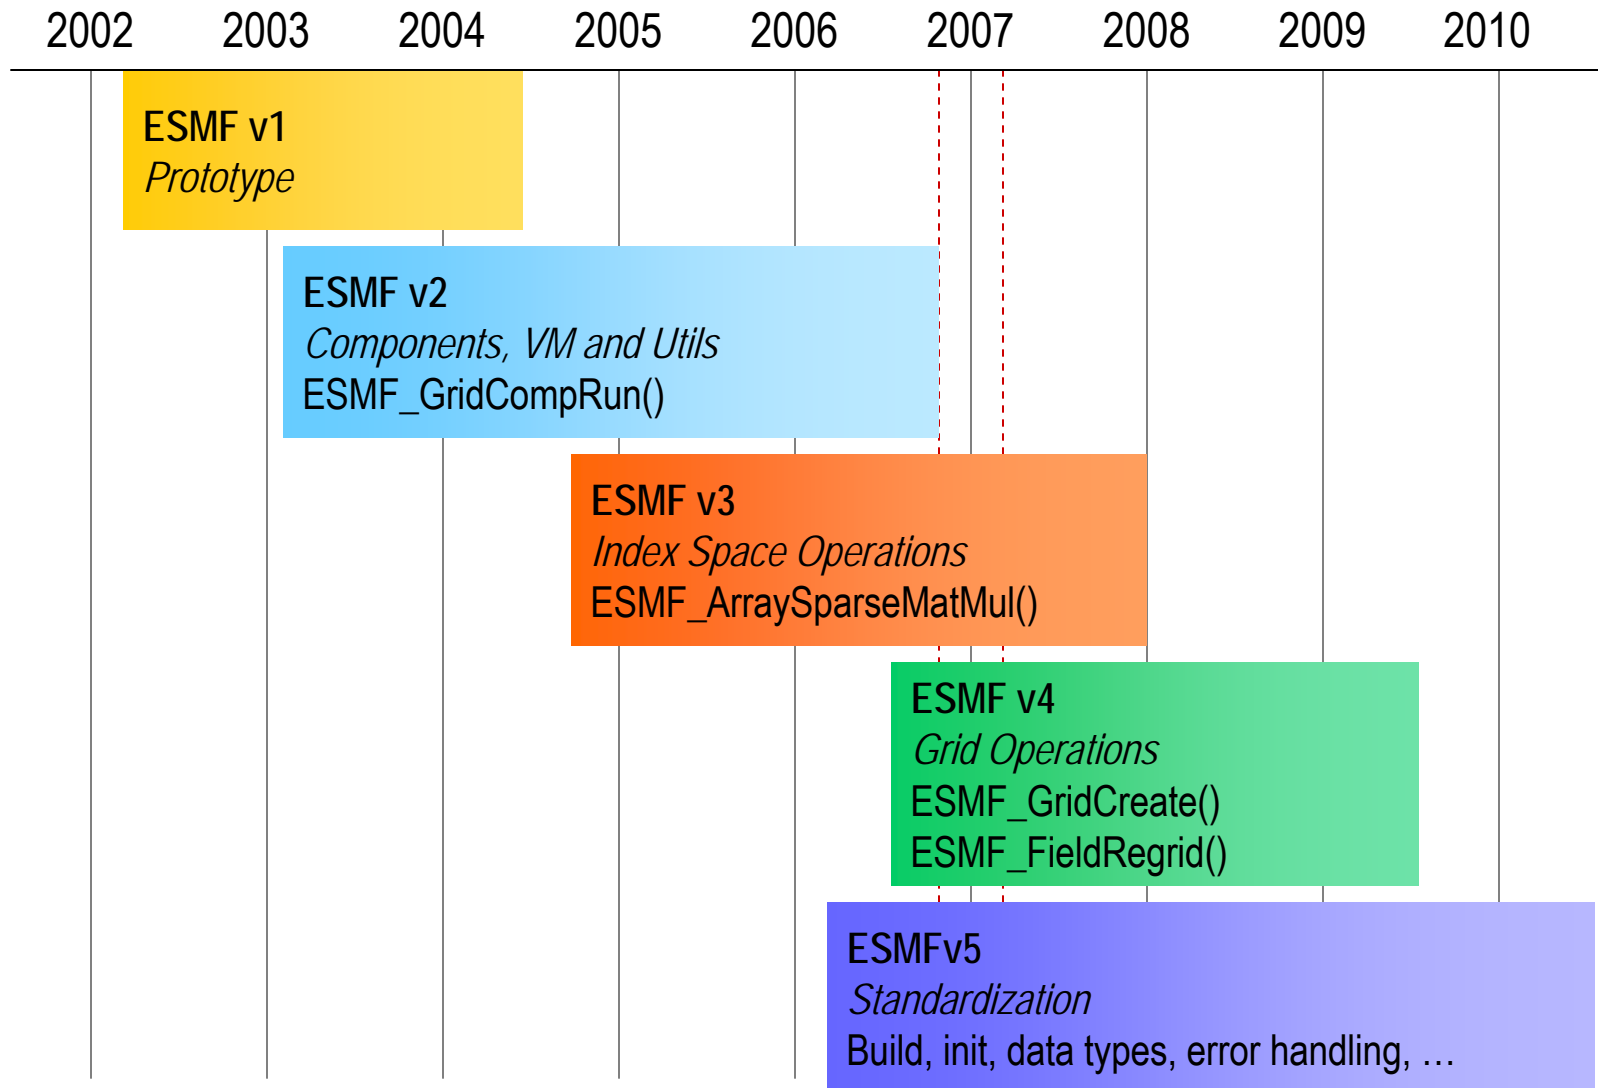 2002 2003 2004 2005 2006 2007 2008 2009 2010
ESMF v1
Prototype
ESMF v2
Components, VM and Utils
ESMF_GridCompRun()
ESMF v3
Index Space Operations
ESMF_ArraySparseMatMul()
ESMF v4
Grid Operations
ESMF_GridCreate()
ESMF_FieldRegrid()
ESMFv5
Standardization
Build, init, data types, error handling, …